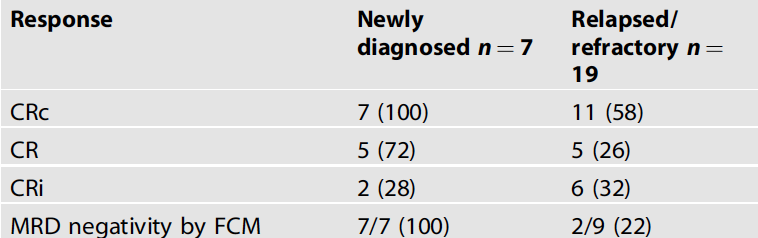 Response Newly diagnosed n = 7 Relapsed/ refractory n = 19
CRc 7 (100) 11 (58)
CR 5 (72) 5 (26)
CRi 2 (28) 6 (32)
MRD negativity by FCM 7/7 (100) 2/9 (22)